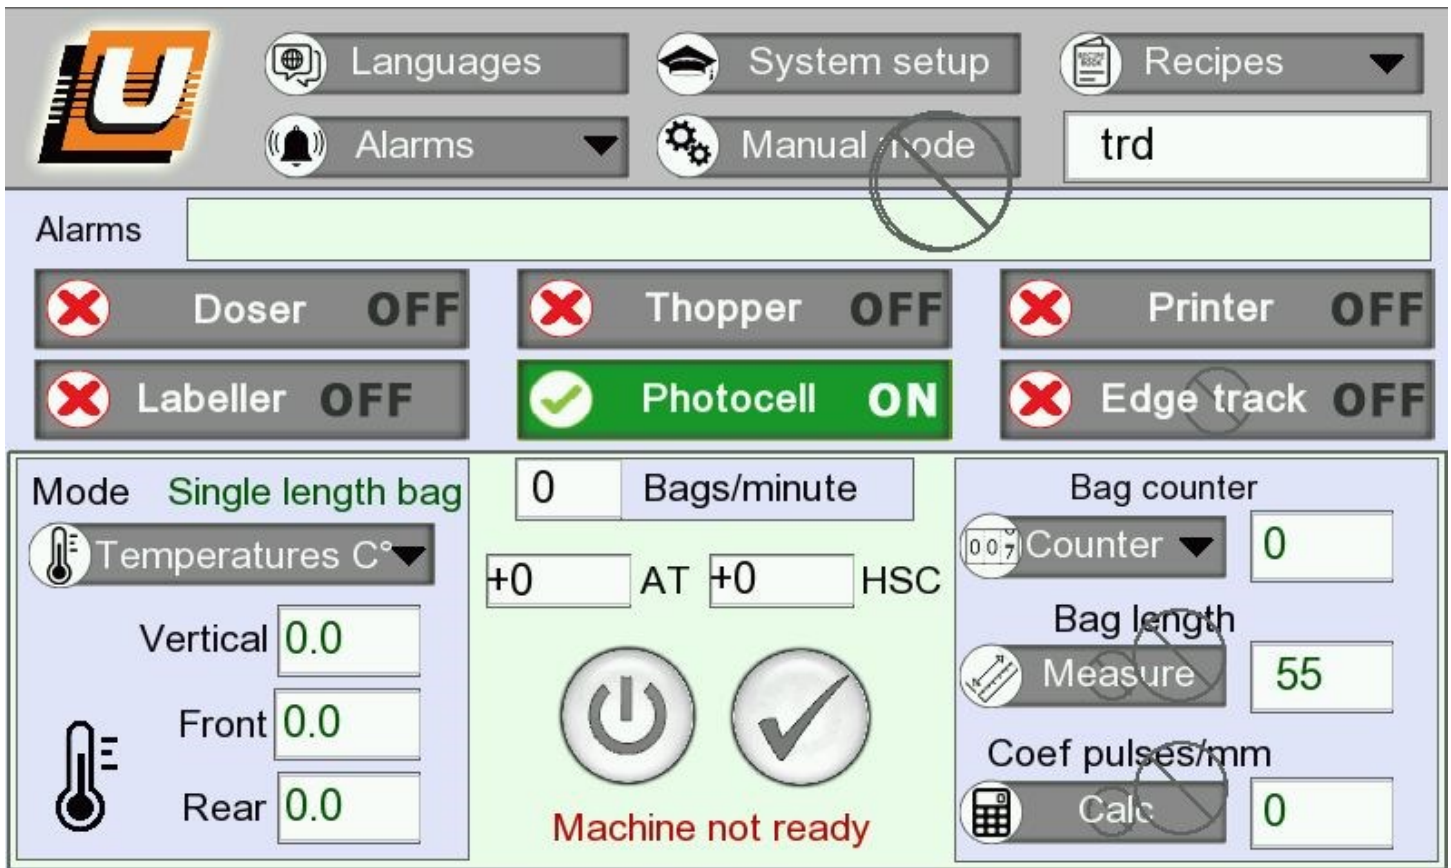 U
Languages
System setup
Recipes
Alarms
Manual mode
trd
Alarms
Doser OFF
Thopper OFF
Printer OFF
Labeller OFF
Photocell ON
Edge track OFF
Mode Single length bag
0 Bags/minute
Bag counter
Temperatures C°
+0 AT +0 HSC
007 Counter 0
Vertical 0.0
Bag length
Measure 55
Front 0.0
Coef pulses/mm
Rear 0.0
Machine not ready
Calc 0